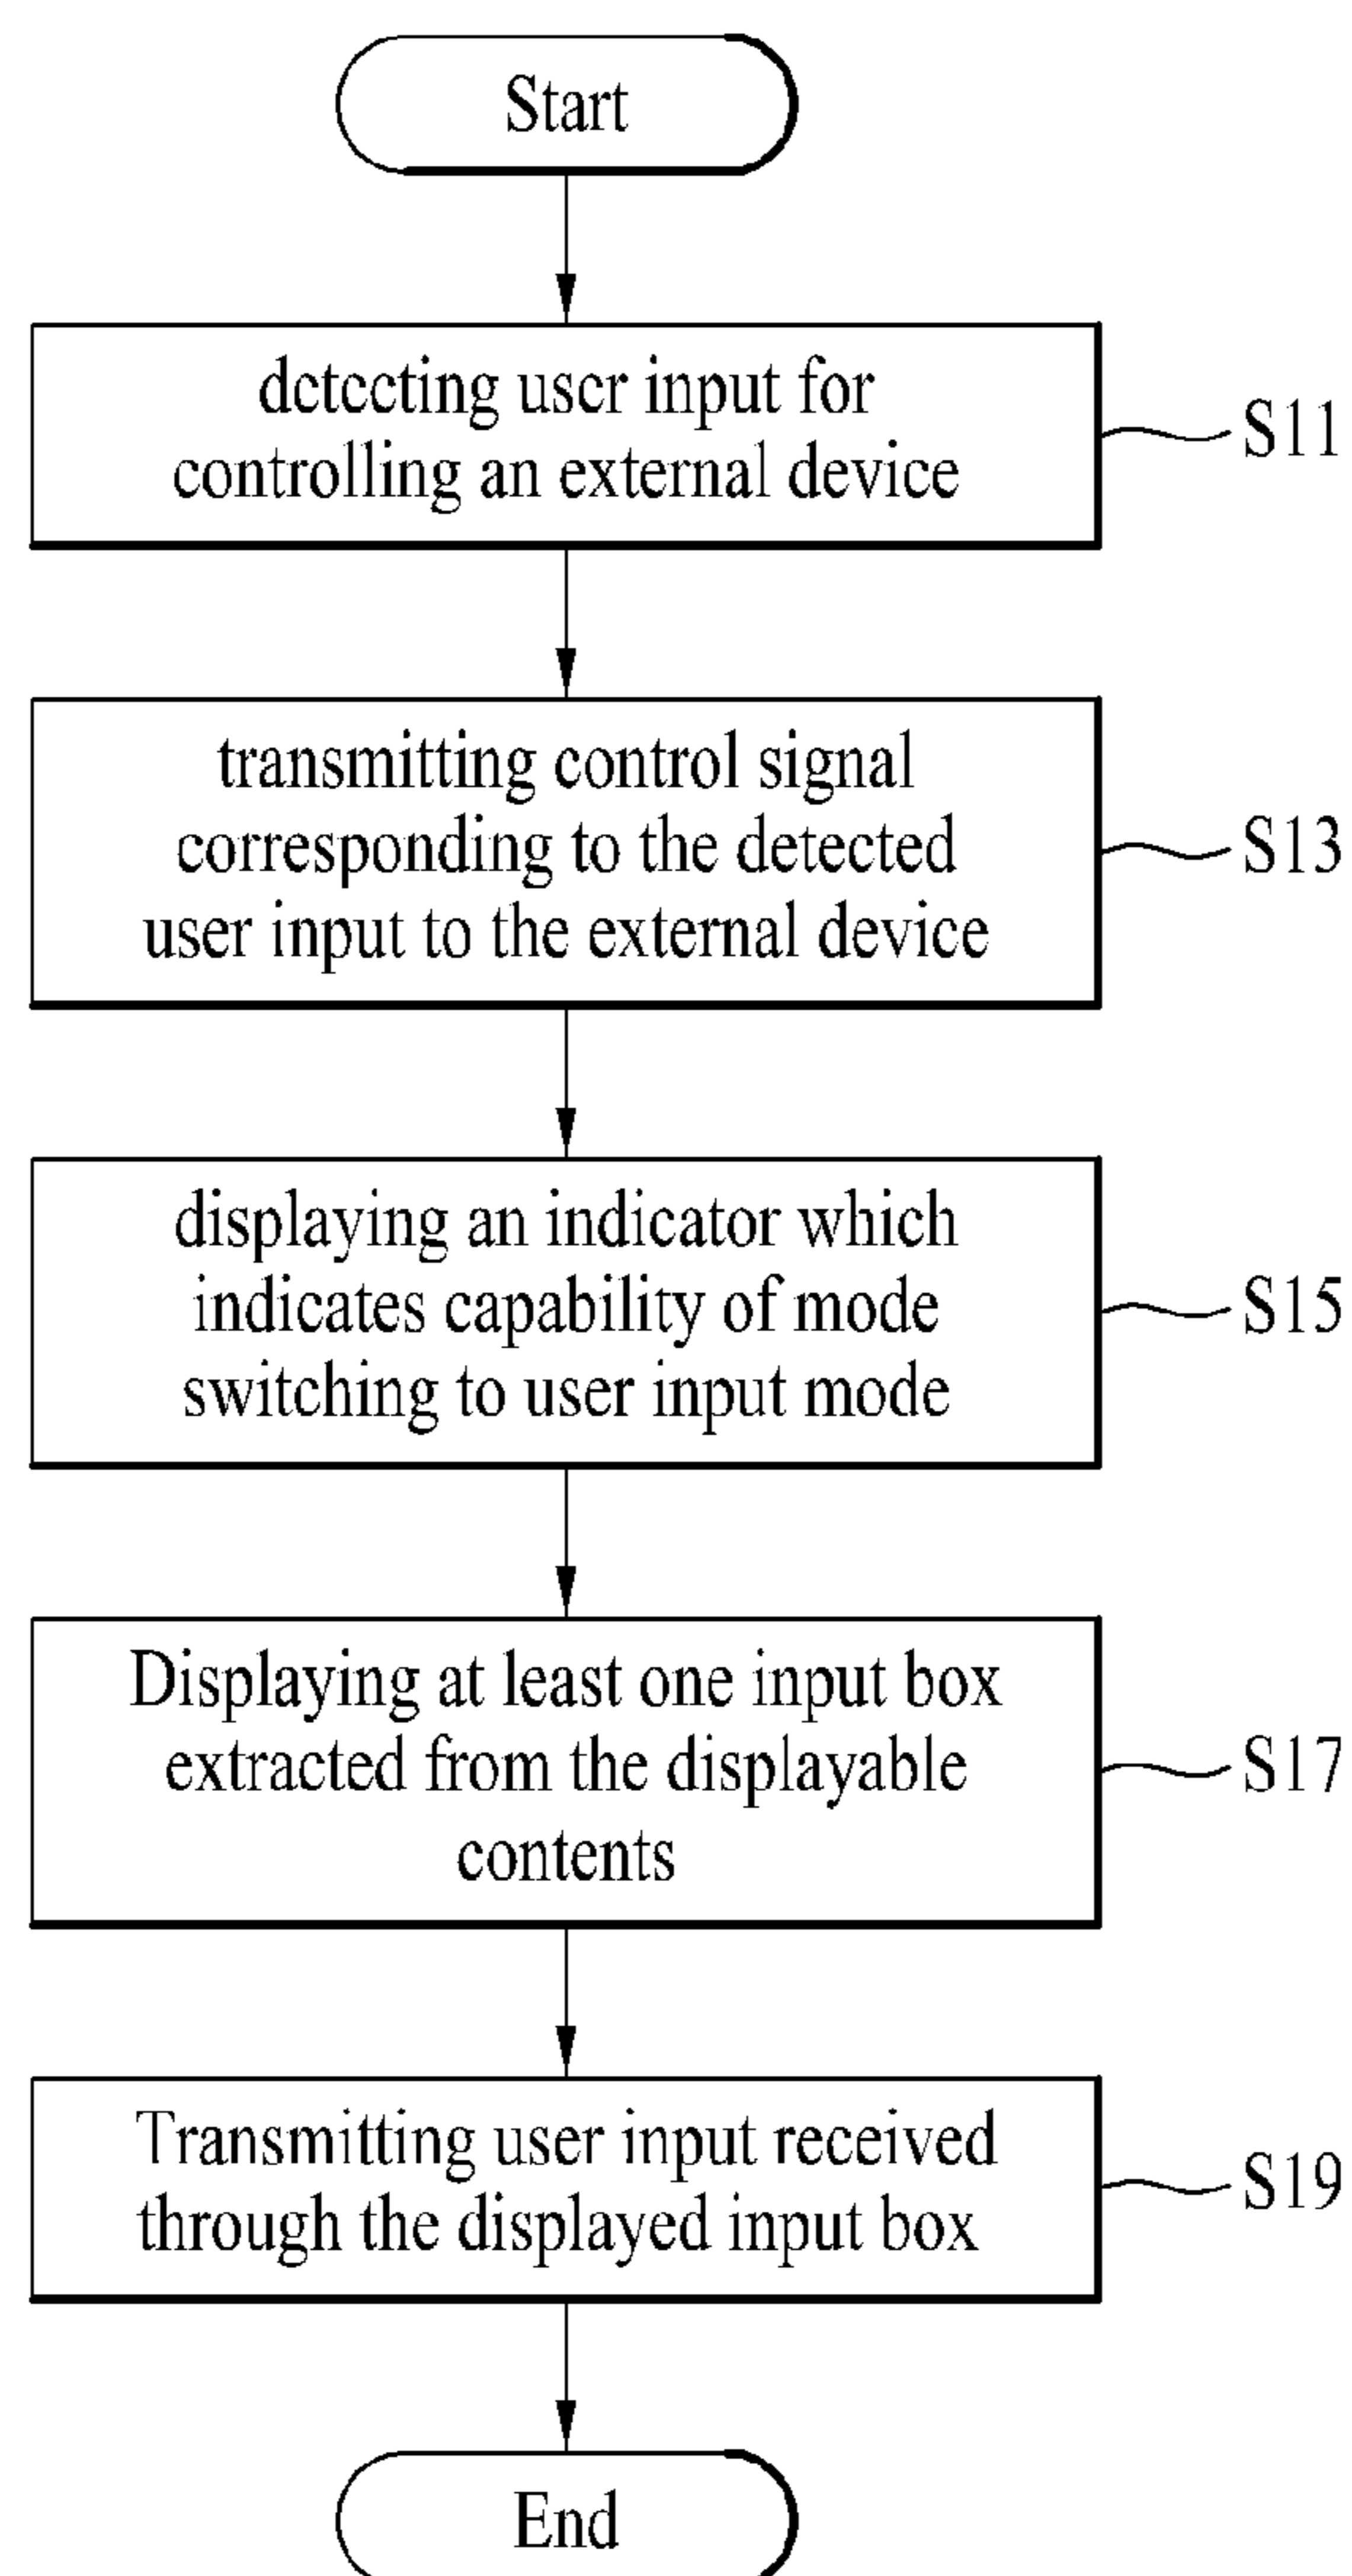 Start
detecting user input for
controlling an external device
S11
transmitting control signal
corresponding to the detected
user input to the external device
S13
displaying an indicator which
indicates capability of mode
switching to user input mode
S15
Displaying at least one input box
extracted from the displayable
contents
S17
Transmitting user input received
through the displayed input box
S19
End